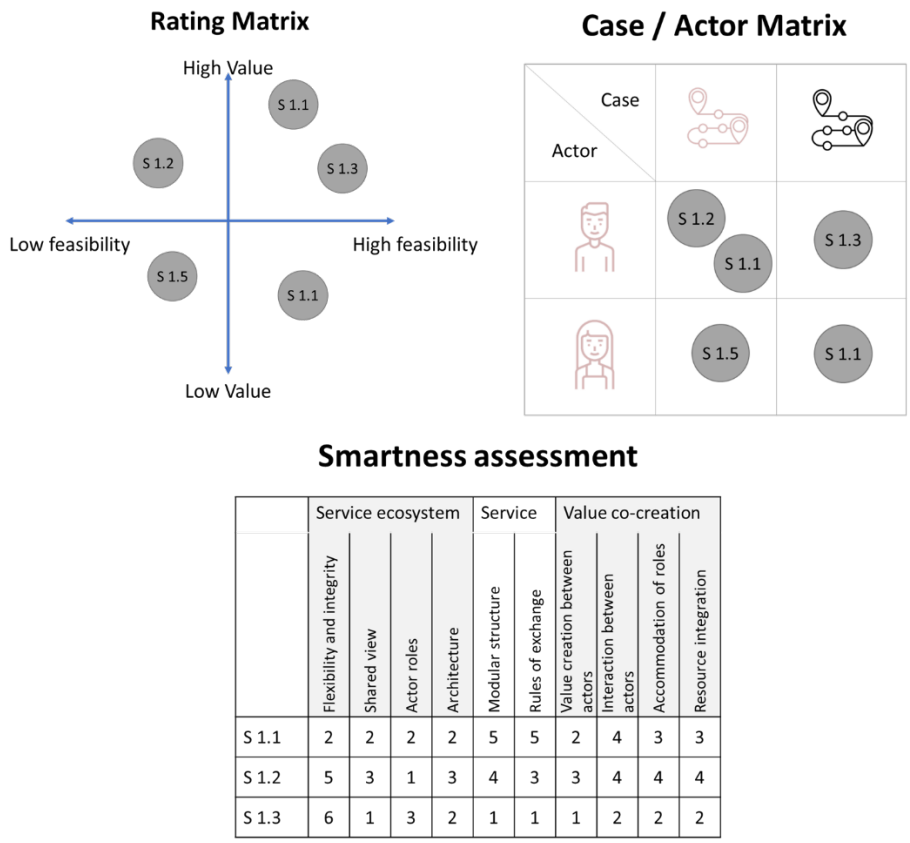 Rating Matrix
High Value
S 1.1
S 1.2
S 1.3
Low feasibility
High feasibility
S 1.5
S 1.1
Low Value
Case / Actor Matrix
Case
Actor
S 1.2
S 1.1
S 1.3
S 1.5
S 1.1
Smartness assessment
Service ecosystem Service Value co-creation
Flexibility and integrity
Shared view
Actor roles
Architecture
Modular structure
Rules of exchange
Value creation between
actors
Interaction between
actors
Accommodation of roles
Resource integration
S 1.1 2 2 2 2 5 5 2 4 3 3
S 1.2 5 3 1 3 4 3 3 4 4 4
S 1.3 6 1 3 2 1 1 1 2 2 2